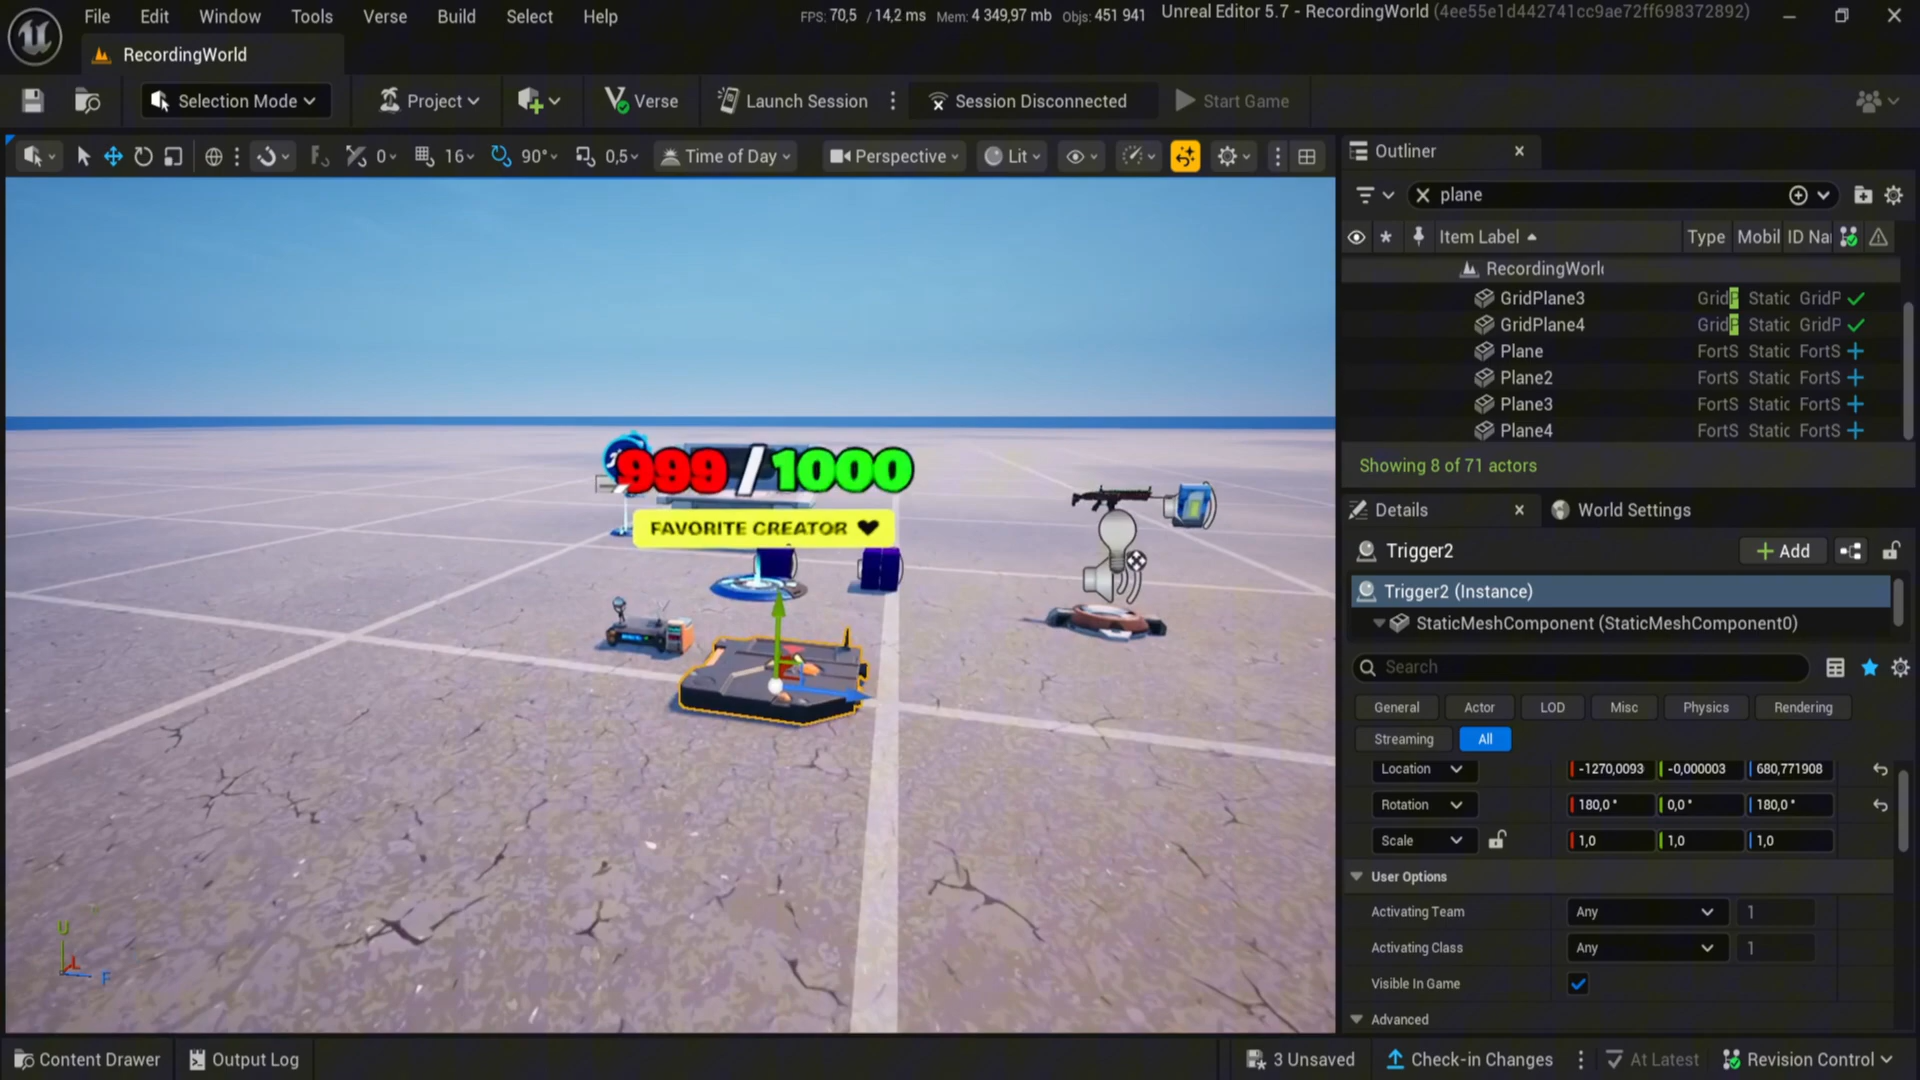 File Edit Window Tools Verse Build Select Help
FPS: 70,5 / 14,2 ms Mem: 4 349,97 mb Objs: 451 941
Unreal Editor 5.7 - RecordingWorld (4ee55e1d442741cc9ae72ff698372892)
RecordingWorld
Selection Mode
Project
Verse
Launch Session
Session Disconnected
Start Game
0
16
90°
0,5
Time of Day
Perspective
Lit
Outliner
plane
Item Label Type Mobil ID Na
RecordingWorl
GridPlane3 GridP Static GridP
GridPlane4 GridP Static GridP
Plane FortS Static FortS
Plane2 FortS Static FortS
Plane3 FortS Static FortS
Plane4 FortS Static FortS
Showing 8 of 71 actors
999/1000
FAVORITE CREATOR
Details
World Settings
Trigger2
Add
Trigger2 (Instance)
StaticMeshComponent (StaticMeshComponent0)
Search
General Actor LOD Misc Physics Rendering
Streaming All
Location -1270,0093 -0,000003 680,771908
Rotation 180,0° 0,0° 180,0°
Scale 1,0 1,0 1,0
User Options
Activating Team Any 1
Activating Class Any 1
Visible In Game
Advanced
U
L
F
Content Drawer
Output Log
3 Unsaved
Check-in Changes
At Latest
Revision Control